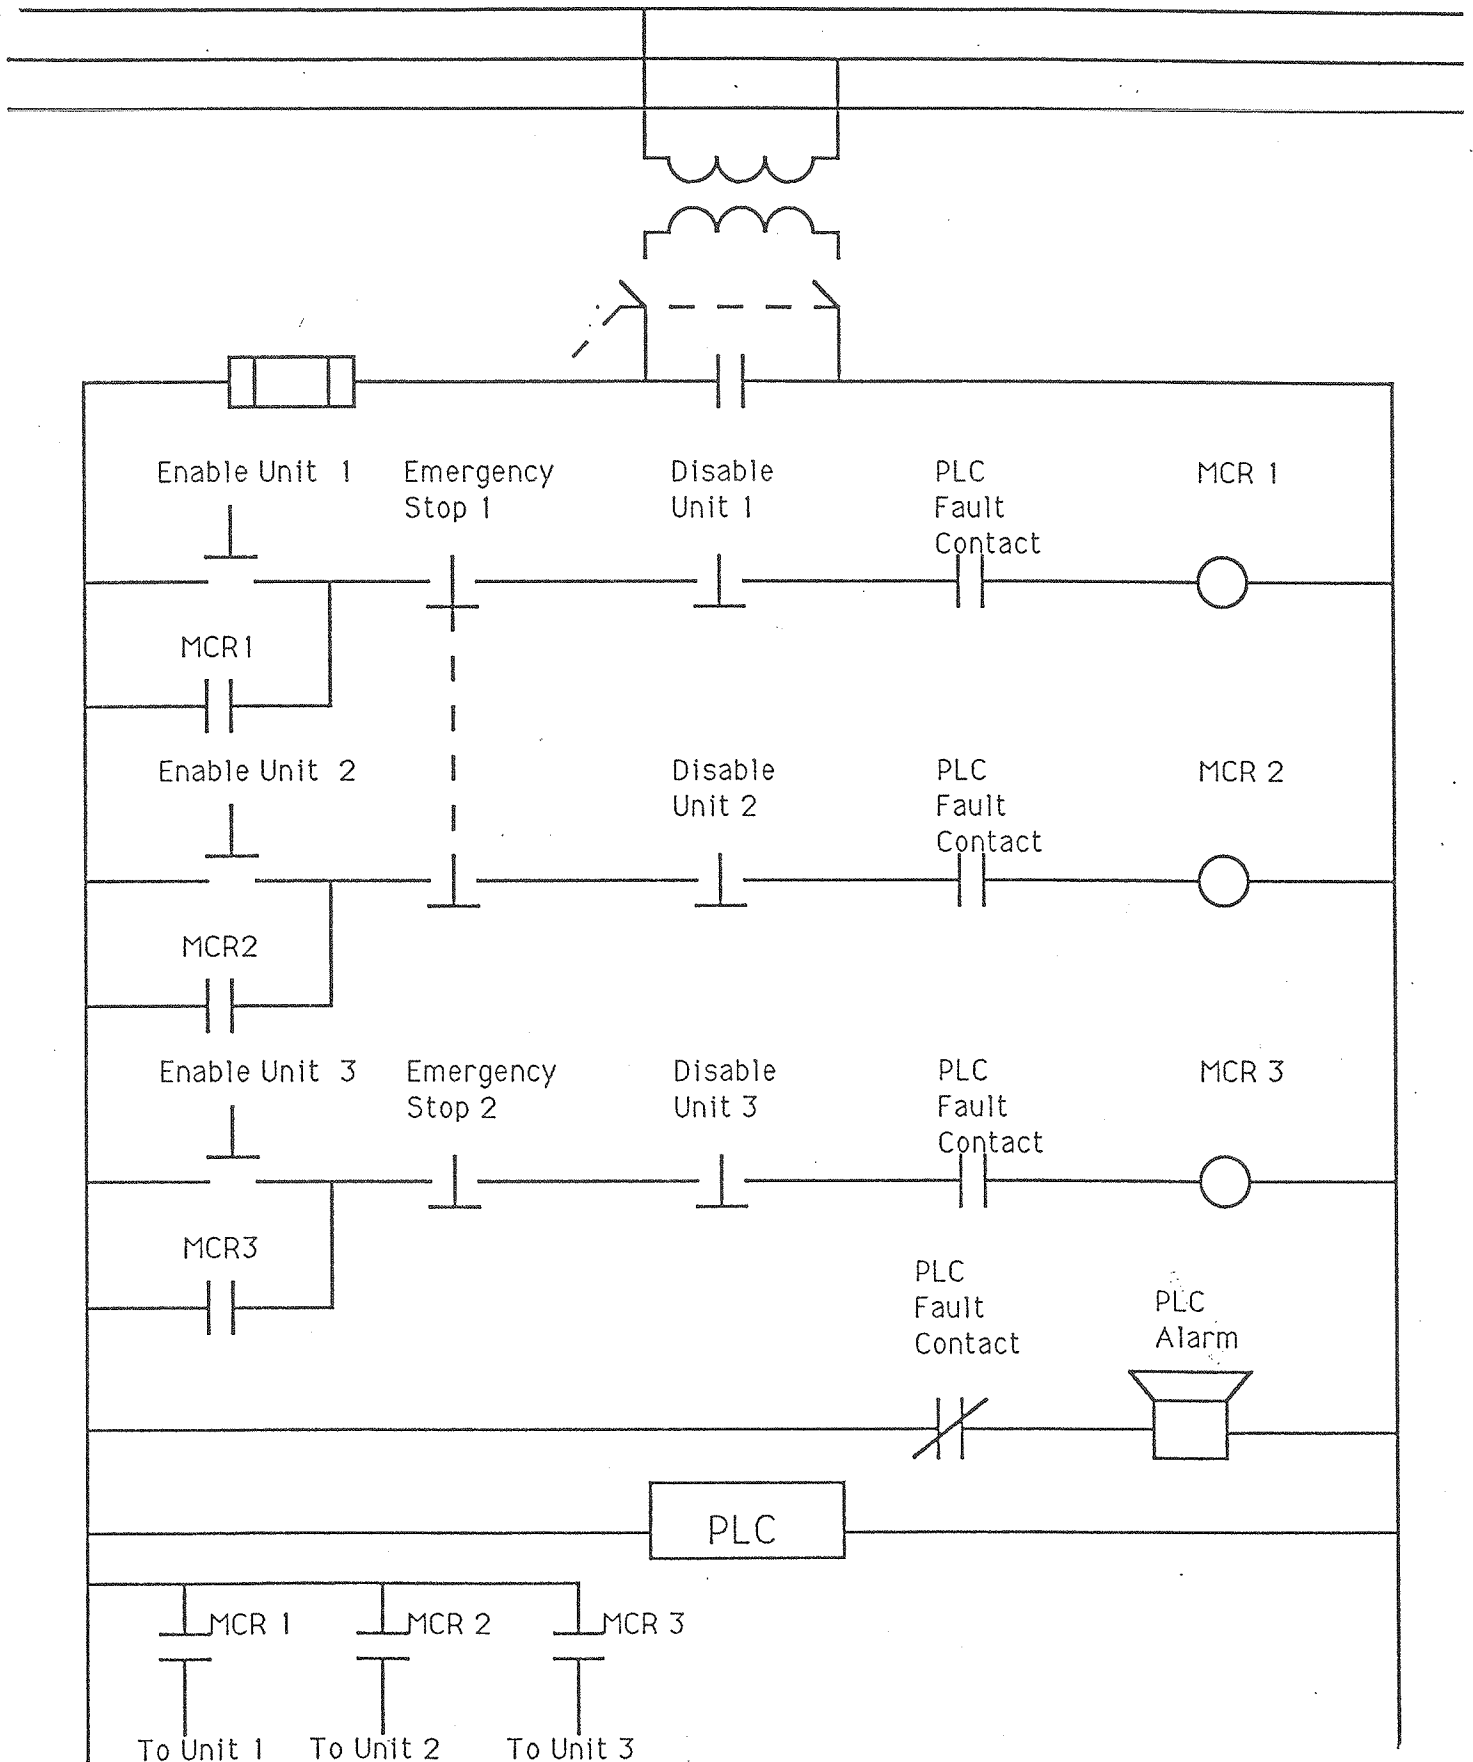 Enable Unit 1
Emergency
Stop 1
Disable
Unit 1
PLC
Fault
Contact
MCR 1
MCR1
Enable Unit 2
Disable
Unit 2
PLC
Fault
Contact
MCR 2
MCR2
Enable Unit 3
Emergency
Stop 2
Disable
Unit 3
PLC
Fault
Contact
MCR 3
MCR3
PLC
Fault
Contact
PLC
Alarm
PLC
MCR 1
MCR 2
MCR 3
To Unit 1
To Unit 2
To Unit 3